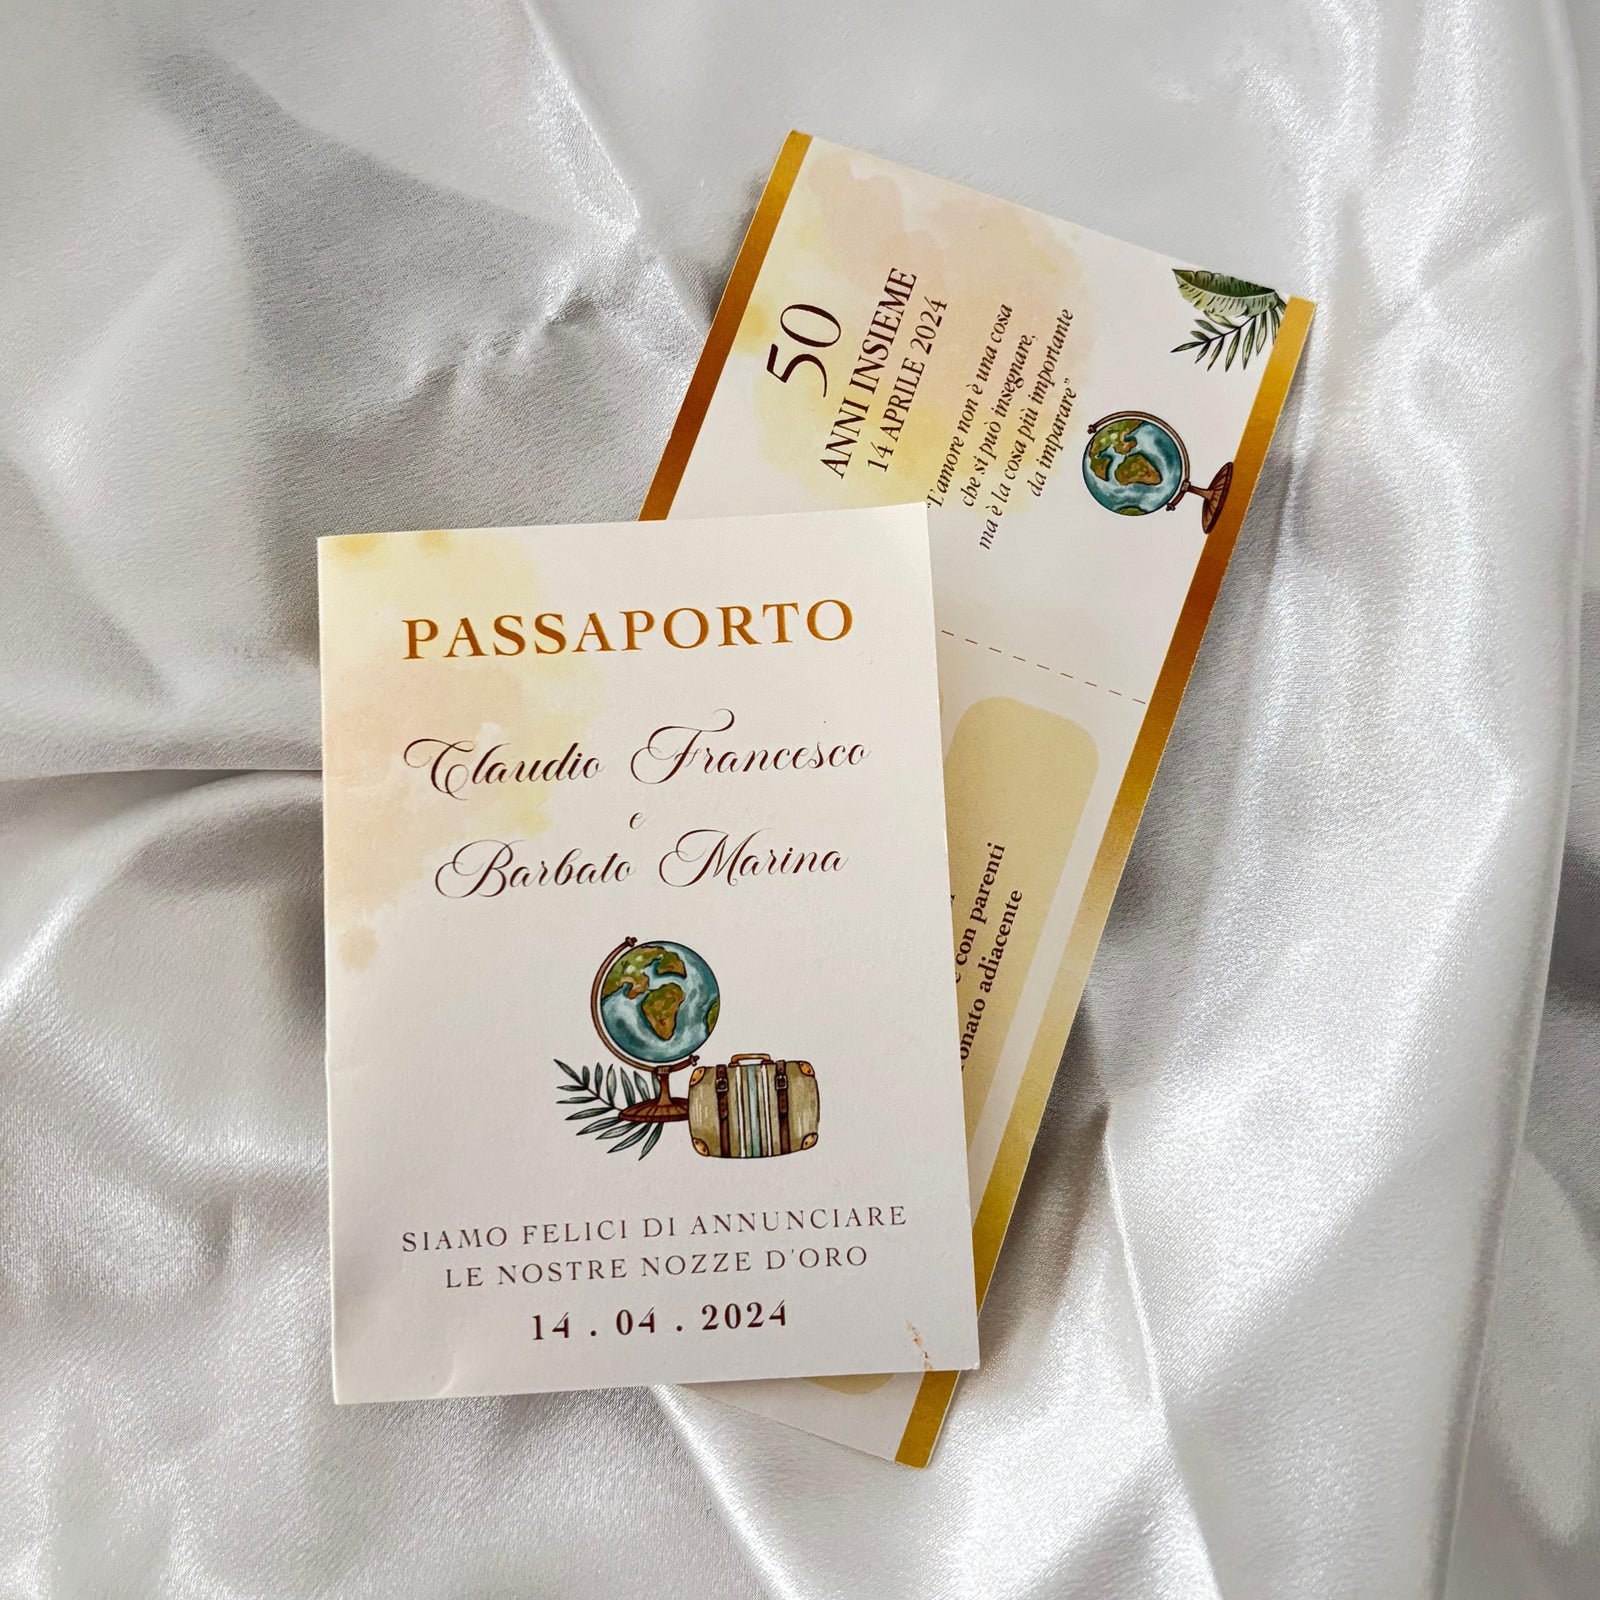 PASSAPORTO
Claudio Francesco
e
Barbato Marina
SIAMO FELICI DI ANNUNCIARE
LE NOSTRE NOZZE D'ORO
14 . 04 . 2024
50
ANNI INSIEME
14 APRILE 2024
"L'amore non è una cosa
che si può insegnare,
ma è la cosa più importante
da imparare"
con parenti
adiacente